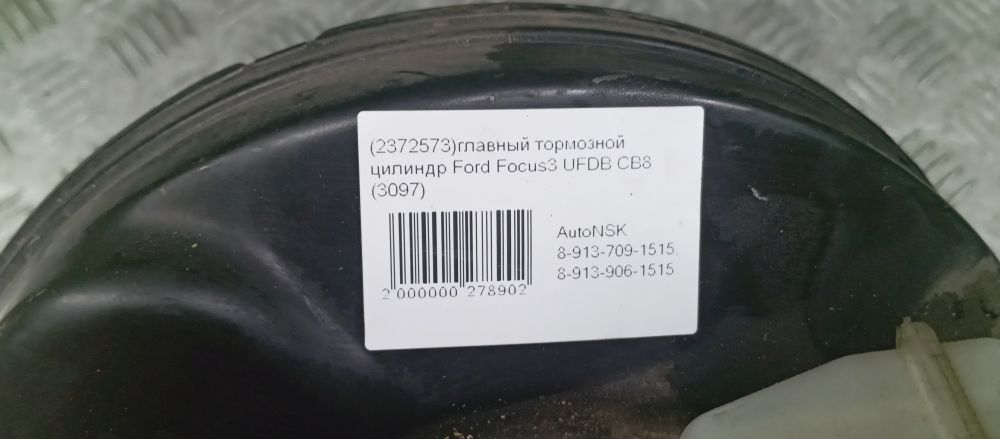 (2372573)главный тормозной
цилиндр Ford Focus3 UFDB CB8
(3097)
AutoNSK
8-913-709-1515,
8-913-906-1515
2 000000 278902